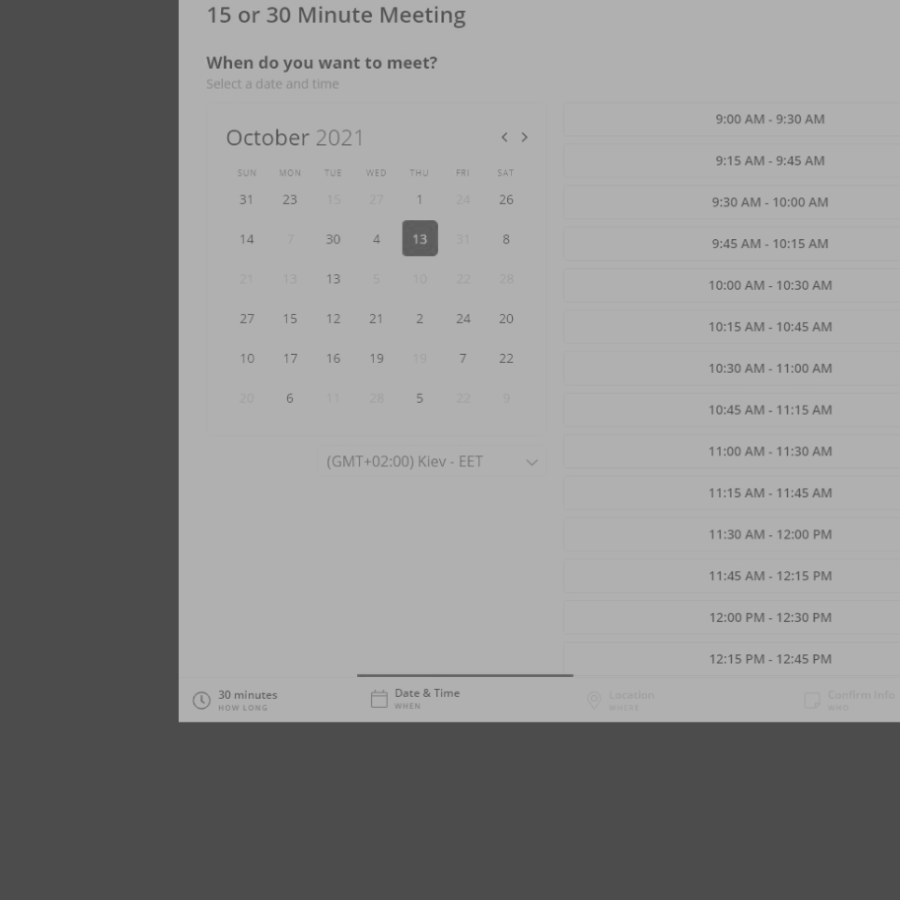 15 or 30 Minute Meeting
When do you want to meet?
Select a date and time
October 2021
SUN MON TUE WED THU FRI SAT
31 23 15 27 1 24 26
14 7 30 4 13 31 8
21 13 13 5 10 22 28
27 15 12 21 2 24 20
10 17 16 19 19 7 22
20 6 11 28 5 22 9
(GMT+02:00) Kiev - EET
9:00 AM - 9:30 AM
9:15 AM - 9:45 AM
9:30 AM - 10:00 AM
9:45 AM - 10:15 AM
10:00 AM - 10:30 AM
10:15 AM - 10:45 AM
10:30 AM - 11:00 AM
10:45 AM - 11:15 AM
11:00 AM - 11:30 AM
11:15 AM - 11:45 AM
11:30 AM - 12:00 PM
11:45 AM - 12:15 PM
12:00 PM - 12:30 PM
12:15 PM - 12:45 PM
30 minutes
HOW LONG
Date & Time
WHEN
Location
WHERE
Confirm Info
WHO